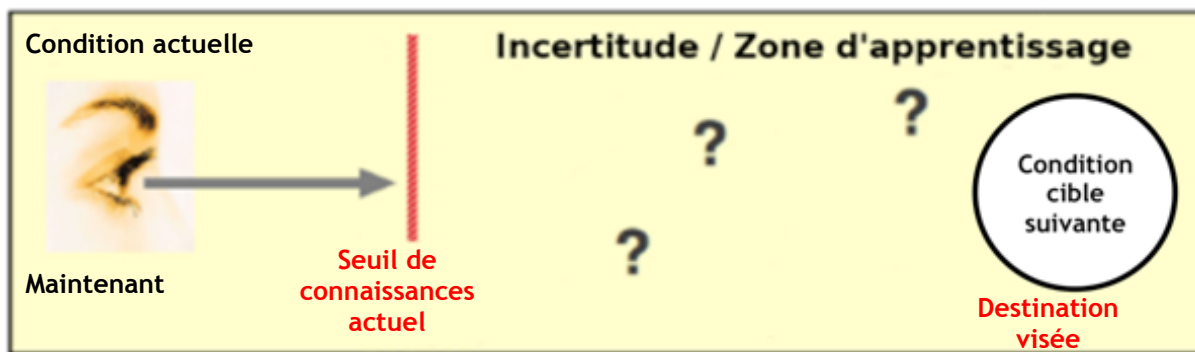 Condition actuelle
Incertitude / Zone d'apprentissage
?
?
?
Condition
cible
suivante
Maintenant
Seuil de
connaissances
actuel
Destination
visée